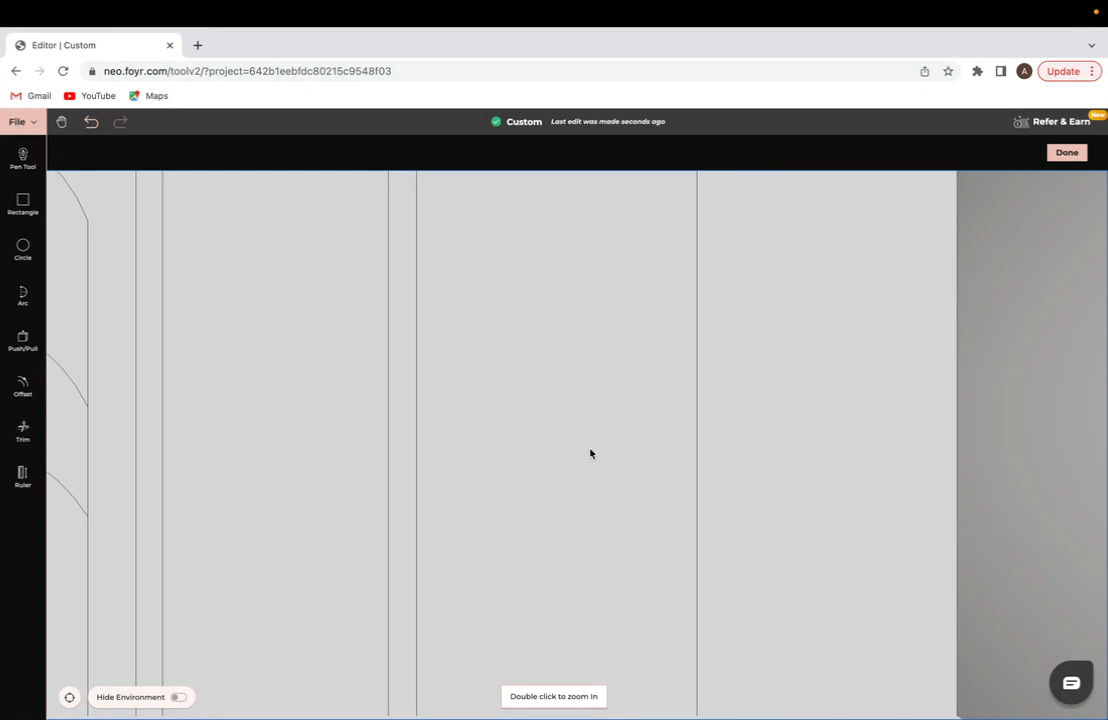 Editor | Custom
neo.foyr.com/toolv2/?project=642b1eebfdc80215c9548f03
A
Update
Gmail
YouTube
Maps
File
Custom
Last edit was made seconds ago
Refer & Earn
New
Done
Pen Tool
Rectangle
Circle
Arc
Push/Pull
Offset
Trim
Ruler
Hide Environment
Double click to zoom In